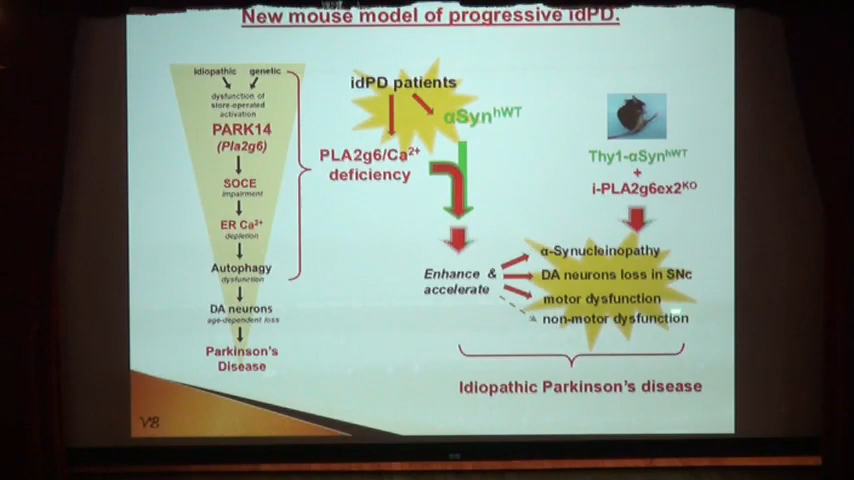 New mouse model of progressive idPD.
idiopathic genetic
dysfunction of
store-operated
activation
PARK14
(Pla2g6)
SOCE
impairment
ER Ca²⁺
depletion
Autophagy
dysfunction
DA neurons
age-dependent loss
Parkinson's
Disease
idPD patients
αSynʰᵂᵀ
PLA2g6/Ca²⁺
deficiency
Enhance &
accelerate
Thy1-αSynʰᵂᵀ
+
i-PLA2g6ex2ᴷᴼ
α-Synucleinopathy
DA neurons loss in SNc
motor dysfunction
non-motor dysfunction
Idiopathic Parkinson's disease
VB